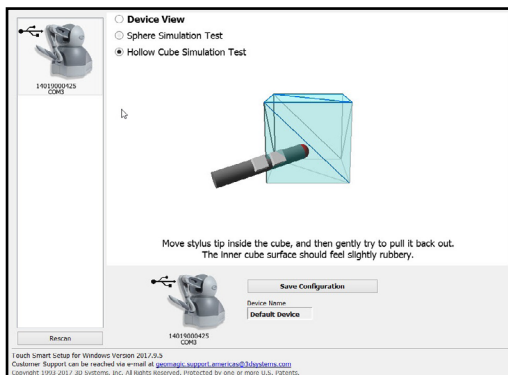 Device View
Sphere Simulation Test
Hollow Cube Simulation Test
14019000425
COM3
Move stylus tip inside the cube, and then gently try to pull it back out.
The inner cube surface should feel slightly rubbery.
Save Configuration
Device Name
Default Device
14019000425
COM3
Rescan
Touch Smart Setup for Windows Version 2017.9.5
Customer Support can be reached via e-mail at geomagic.support.americas@3dsystems.com
Copyright 1993-2017 3D Systems, Inc. All Rights Reserved. Protected by one or more U.S. Patents.